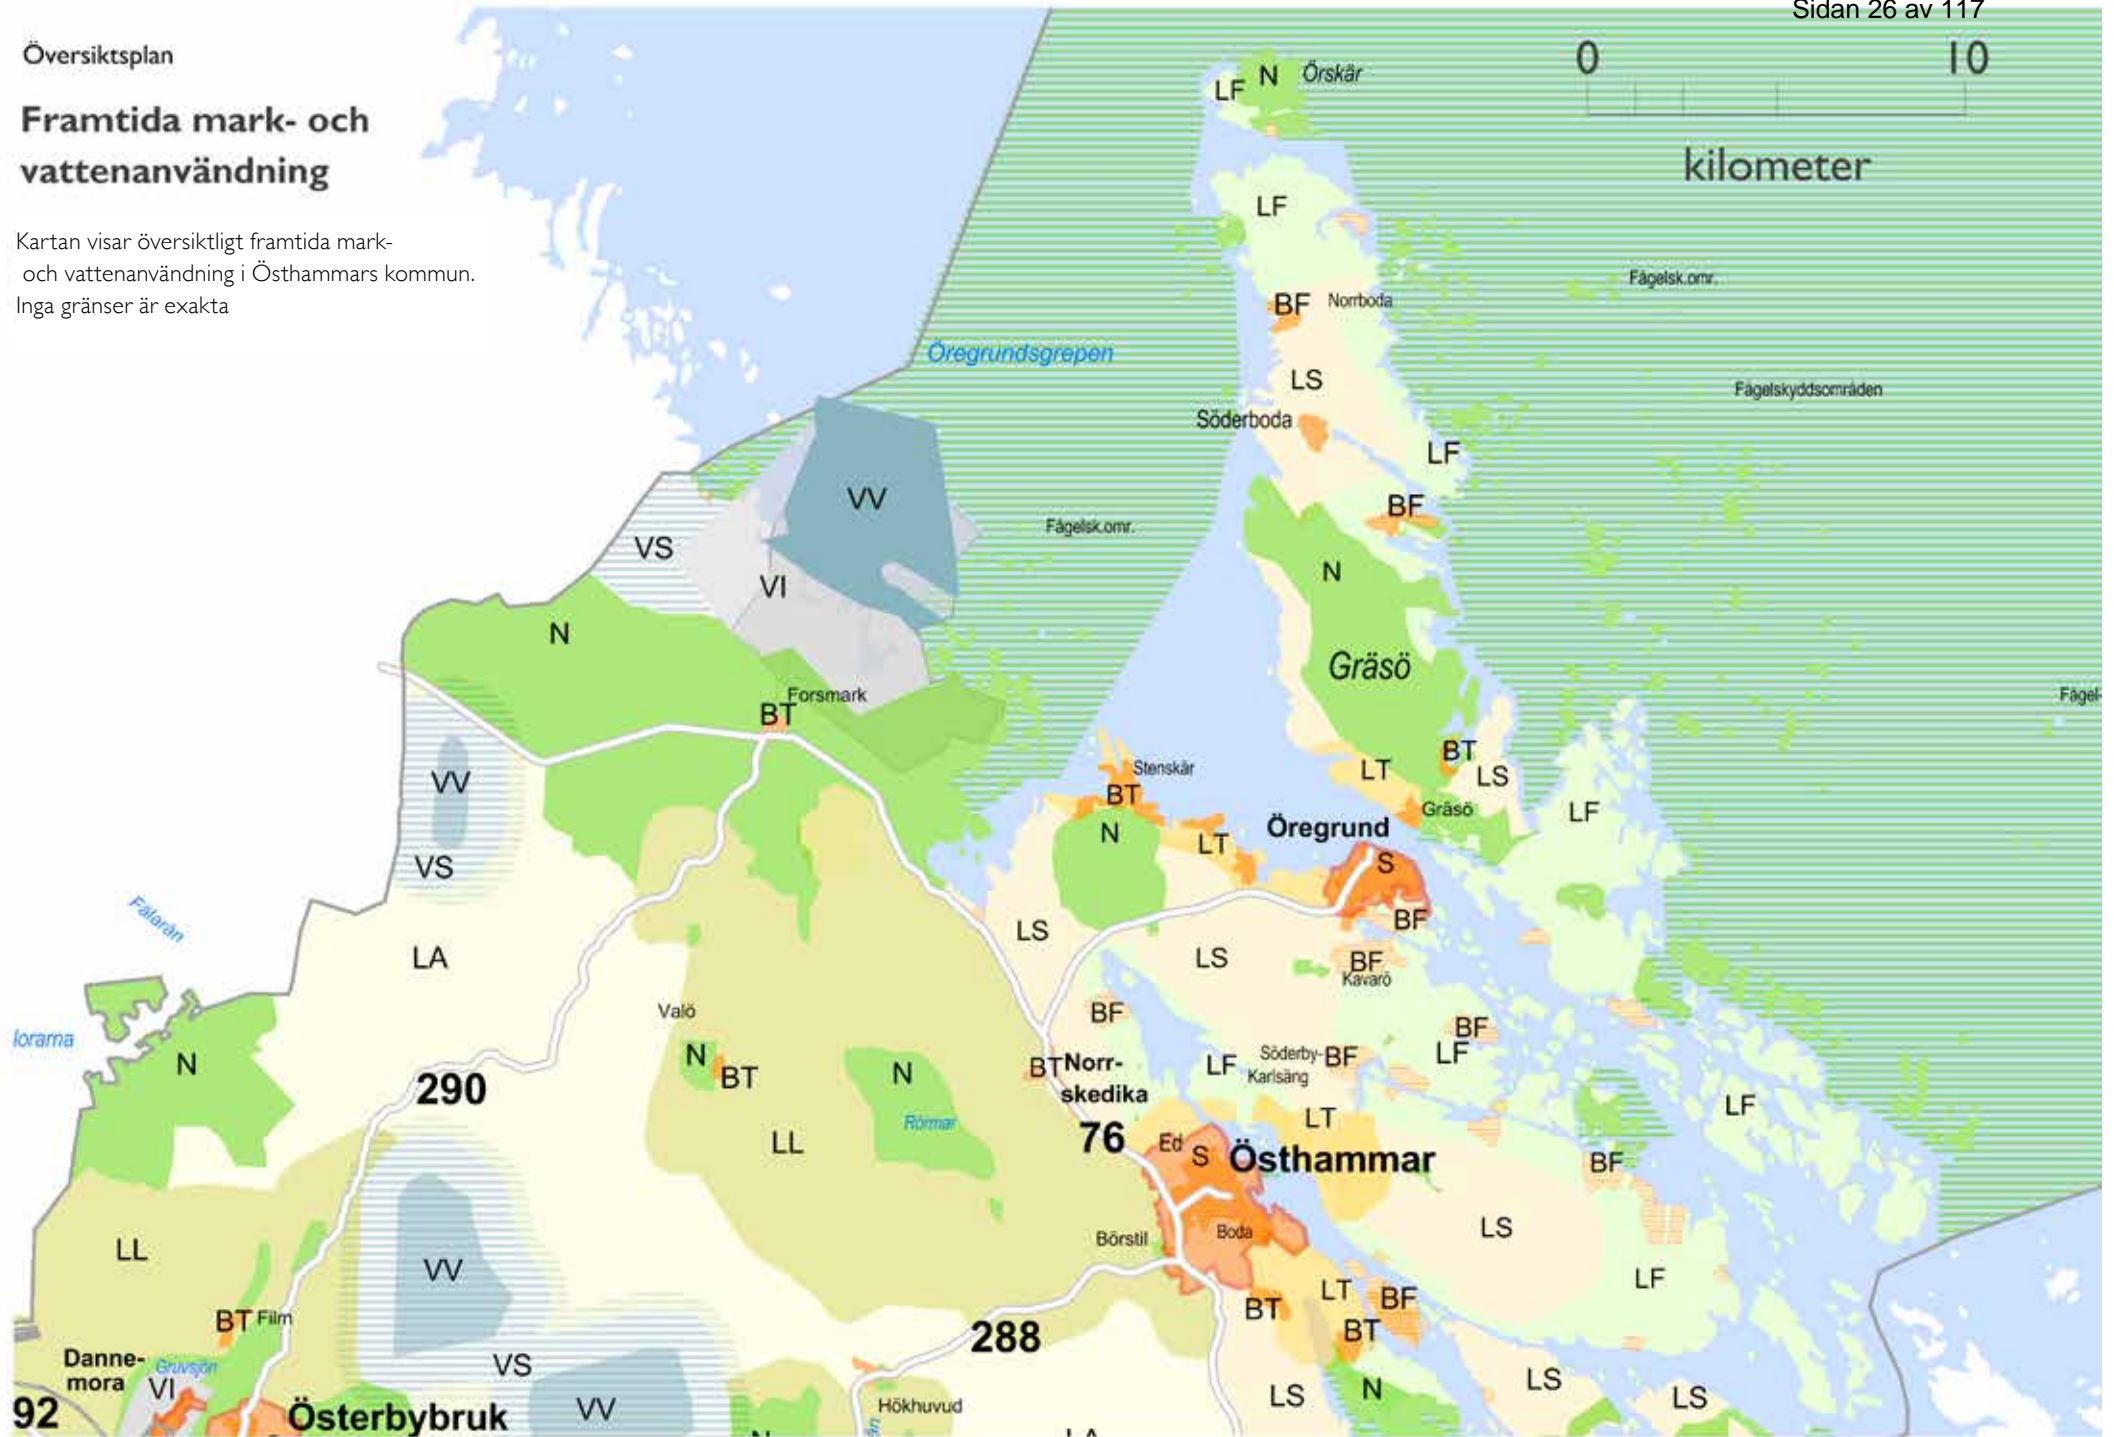 Sidan 26 av 117
Översiktsplan
Framtida mark- och
vattenanvändning
Kartan visar översiktligt framtida mark-
och vattenanvändning i Östhammars kommun.
Inga gränser är exakta
0 10
kilometer
LF N Örskär
LF
Fågelsk.omr.
BF Norrboda
Öregrundsgrepen
LS
Fågelskyddsområden
Söderboda
LF
VV
BF
Fågelsk.omr.
VS
N
VI
N
Gräsö
Forsmark
Fågel-
BT
BT
Stenskär
LT
LS
VV
BT
Gräsö
LF
N
Öregrund
LT
S
VS
Fälarån
BF
LS
LA
LS
BF
Kavarö
Valö
BF
BF
lorarna
N
N
BT
N
BT
Norr-
skedika
LF
Söderby-
Karlsäng
BF
LF
290
LF
Rörmar
LT
76
LL
Ed
S
Östhammar
BF
LS
Boda
Börstil
LL
VV
LF
BT
LT
BF
BT
Film
BT
288
Danne-
mora
Gruvsjön
VS
VI
LS
N
LS
LS
92
Österbybruk
VV
Hökhuvud
ån
N
LA